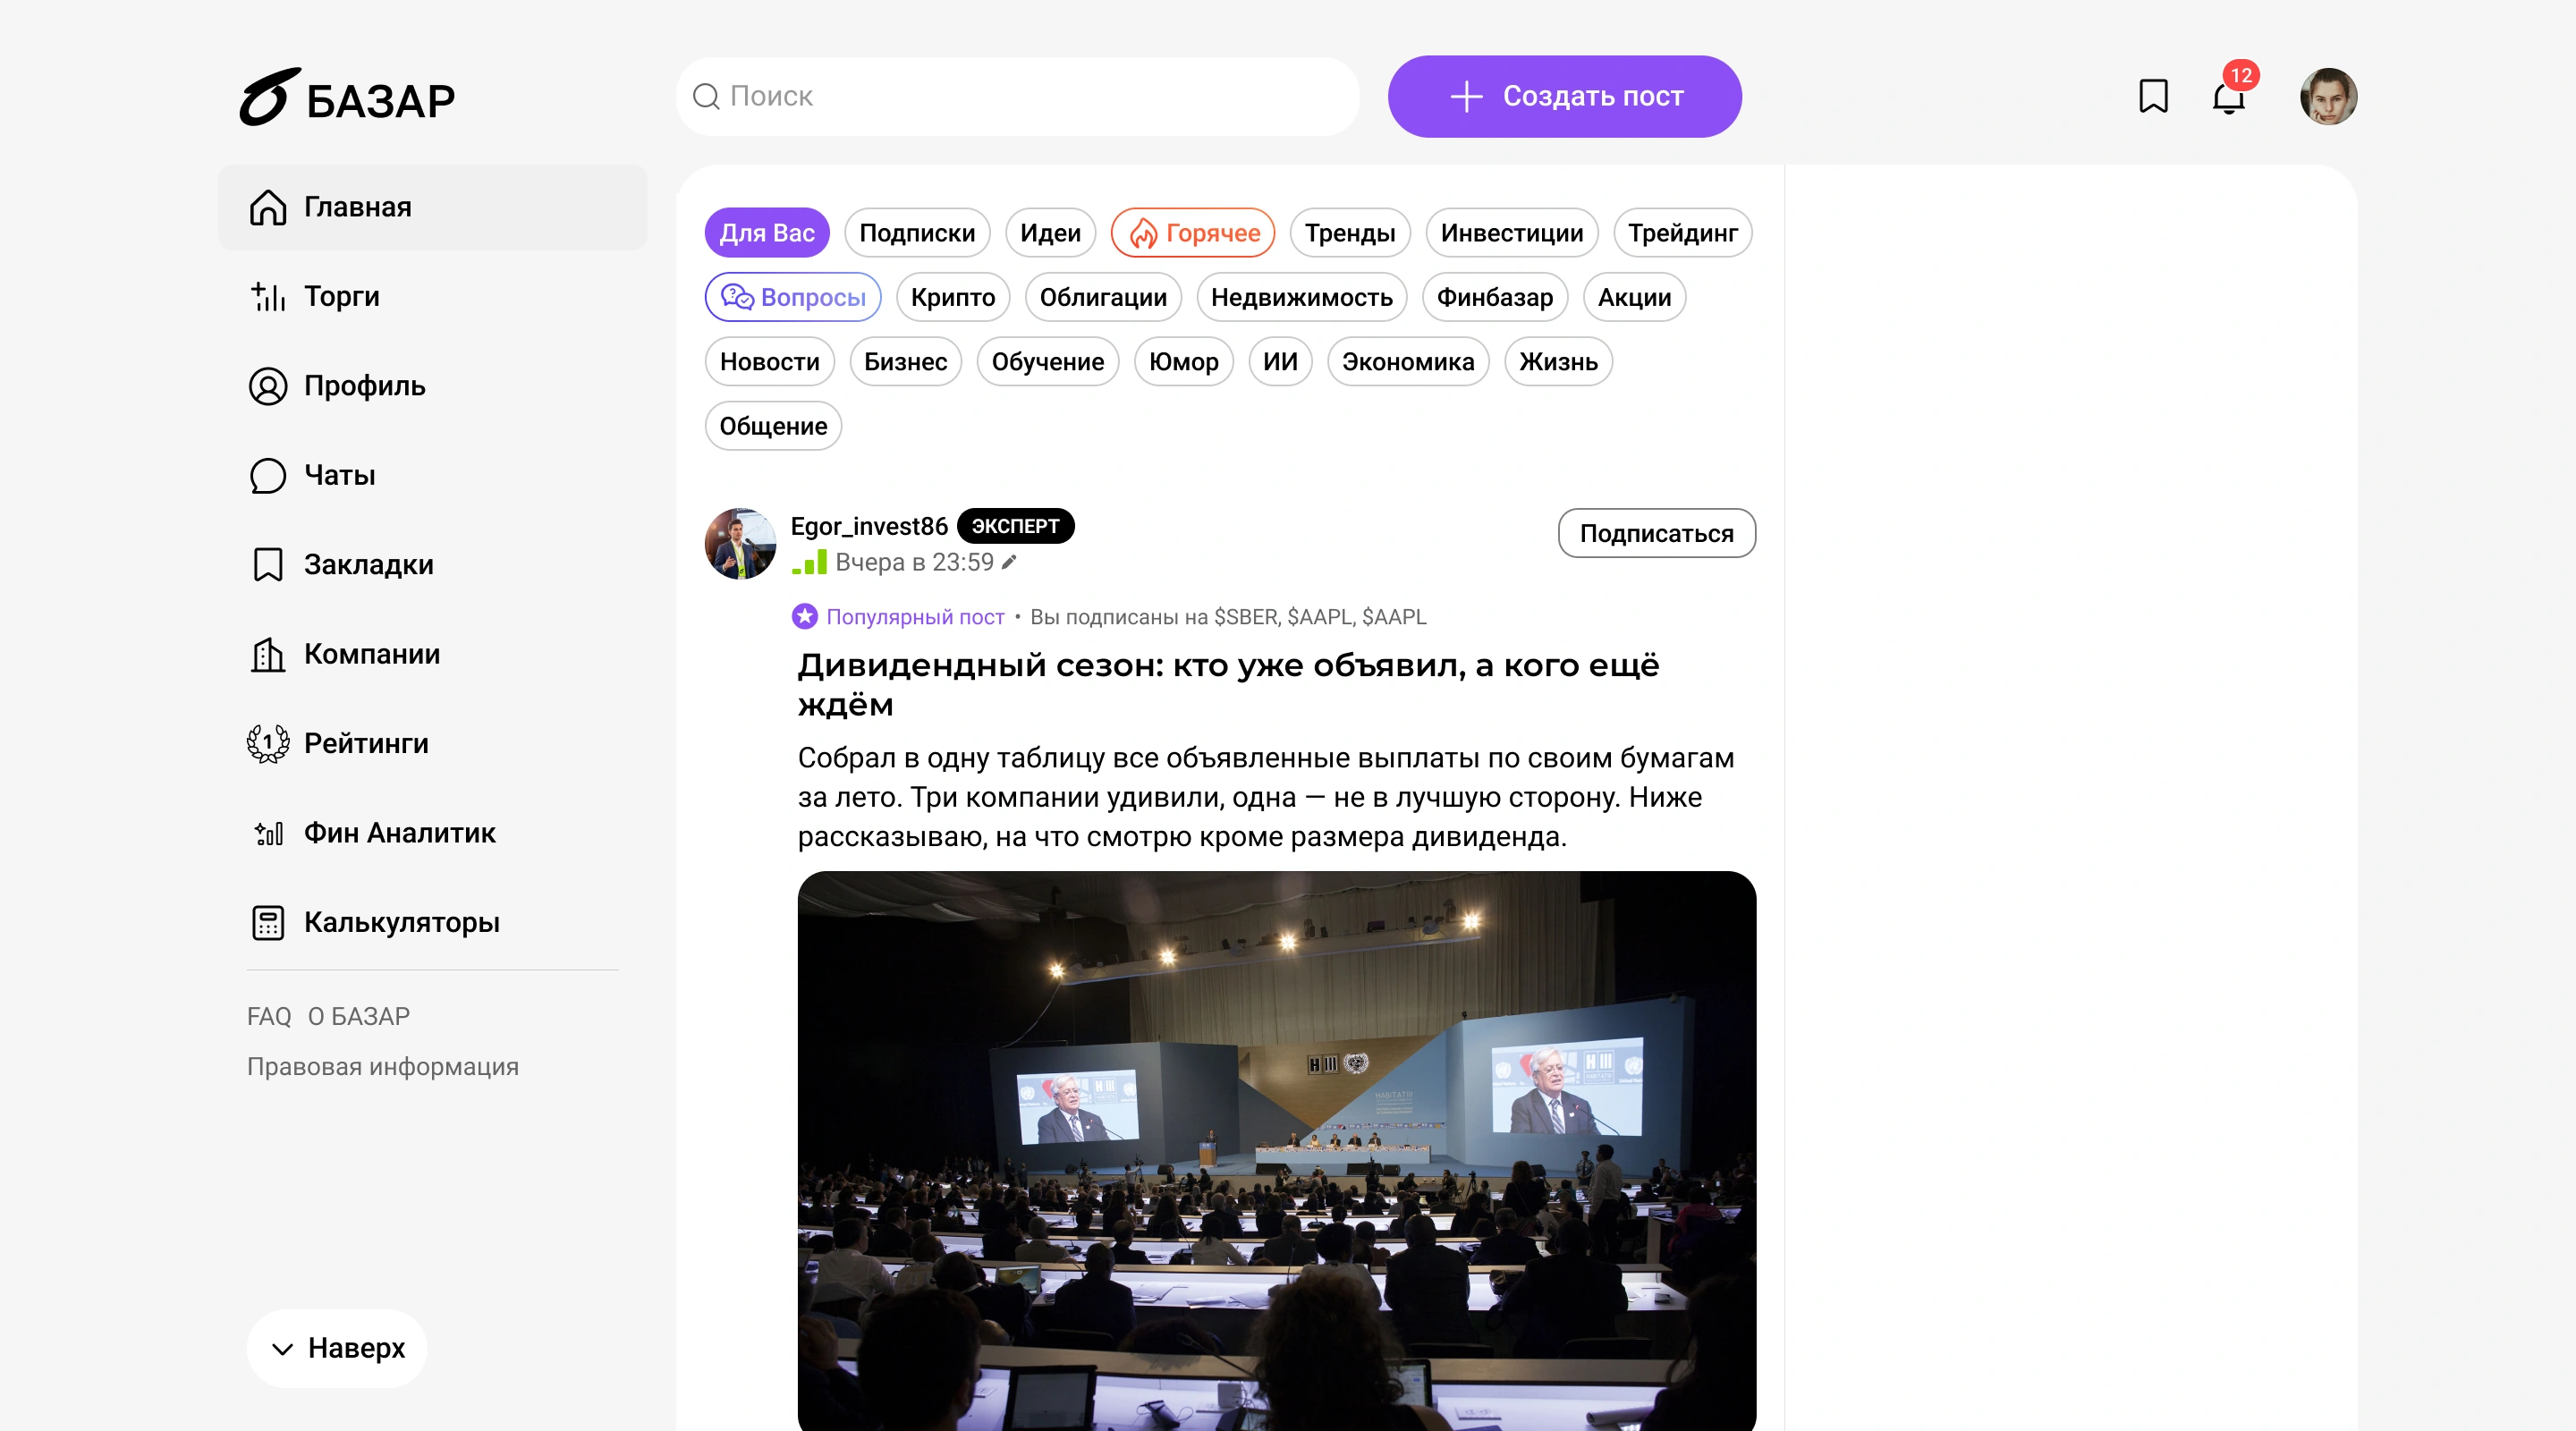 БАЗАР
Поиск
Создать пост
12
Главная
Торги
Профиль
Чаты
Закладки
Компании
1
Рейтинги
Фин Аналитик
Калькуляторы
FAQ О БАЗАР
Правовая информация
Наверх
Для Вас Подписки Идеи Горячее Тренды Инвестиции Трейдинг
Вопросы Крипто Облигации Недвижимость Финбазар Акции
Новости Бизнес Обучение Юмор ИИ Экономика Жизнь
Общение
Egor_invest86 ЭКСПЕРТ
Вчера в 23:59
Подписаться
Популярный пост • Вы подписаны на $SBER, $AAPL, $AAPL
Дивидендный сезон: кто уже объявил, а кого ещё
ждём
Собрал в одну таблицу все объявленные выплаты по своим бумагам
за лето. Три компании удивили, одна — не в лучшую сторону. Ниже
рассказываю, на что смотрю кроме размера дивиденда.
HABITAT III